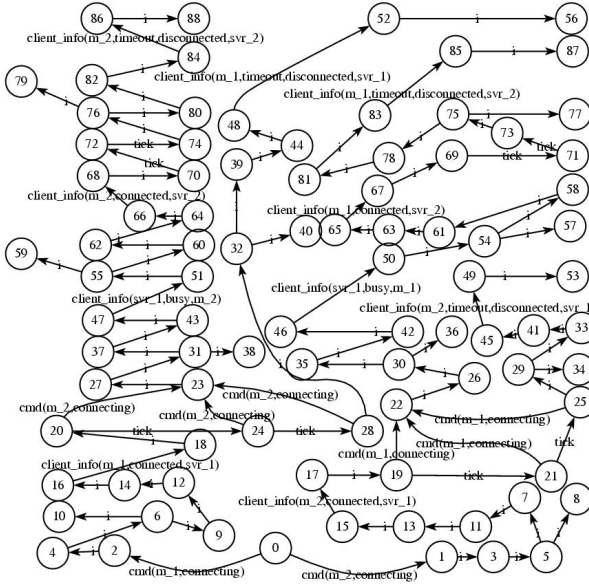 86 i 88 52 i 56
client_info(m_2,timeout,disconnected,svr_2) 85 i 87
84
79 82 i client_info(m_1,timeout,disconnected,svr_1)
client_info(m_1,timeout,disconnected,svr_2)
i 76 i 80 48 i 83 75 i 77
73
72 tick 74 44 i tick
tick 39 i 81 i 78 69 tick 71
68 i 70 67 58
client_info(m_2,connected,svr_2)
66 i 64 i client_info(m_1,connected,svr_2)
40 65 i 63 i 61 i 57
59 62 i 60 32 i 54 i
i 55 i 51 50 i 49 i 53
client_info(svr_1,busy,m_2) client_info(svr_1,busy,m_1)
47 i 43 client_info(m_2,timeout,disconnected,svr_1)
46 i 42 36 45 i 41 i 33
37 i 31 i 38 35 i 30 i 29 i 34
27 i 23 cmd(m_2,connecting) 26 i 25
cmd(m_2,connecting) cmd(m_2,connecting) 22 i cmd(m_1,connecting)
20 tick 24 tick 28 cmd(m_1,connecting)
i 18 cmd(m_1,connecting) tick
client_info(m_1,connected,svr_1) 17 i 19 tick 21
16 i 14 i 12 client_info(m_2,connected,svr_1) 7 8
10 i 6 i 15 i 13 i 11 i i i
i 9
4 i 2 0 1 i 3 i 5
cmd(m_1,connecting) cmd(m_2,connecting)